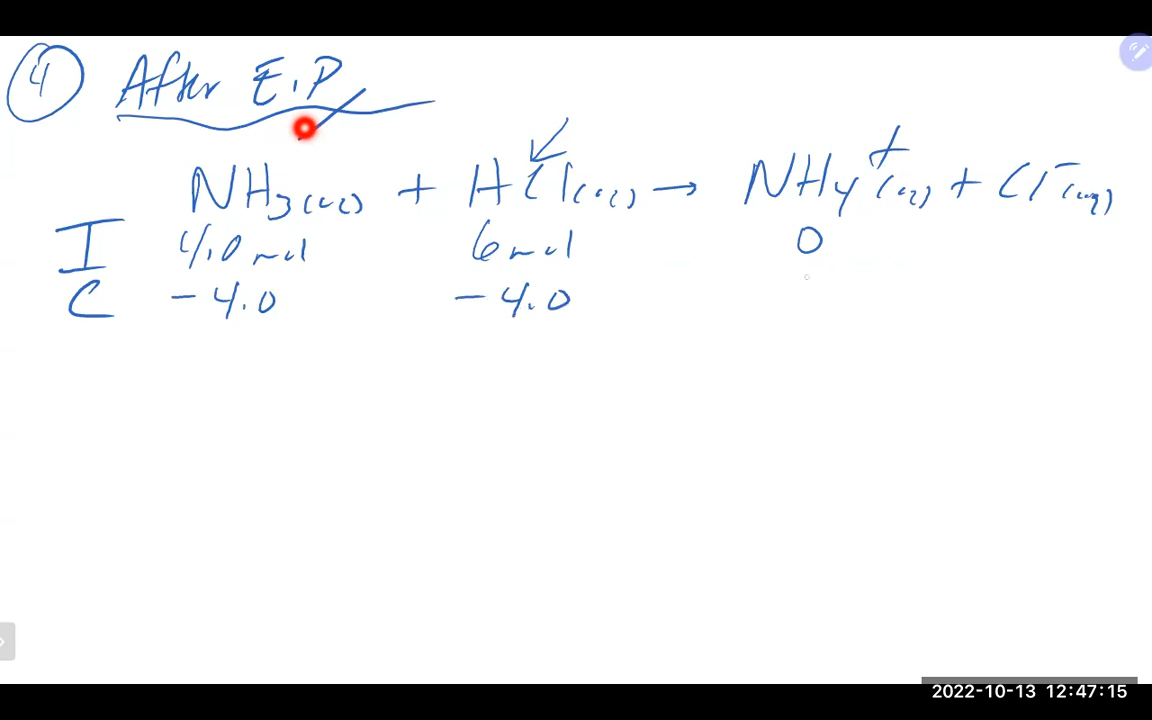 4 After E.P
NH3(aq) + HCl(aq) → NH4+(aq) + Cl-(aq)
I 4.0 mol 6 mol 0
C - 4.0 - 4.0
2022-10-13 12:47:15